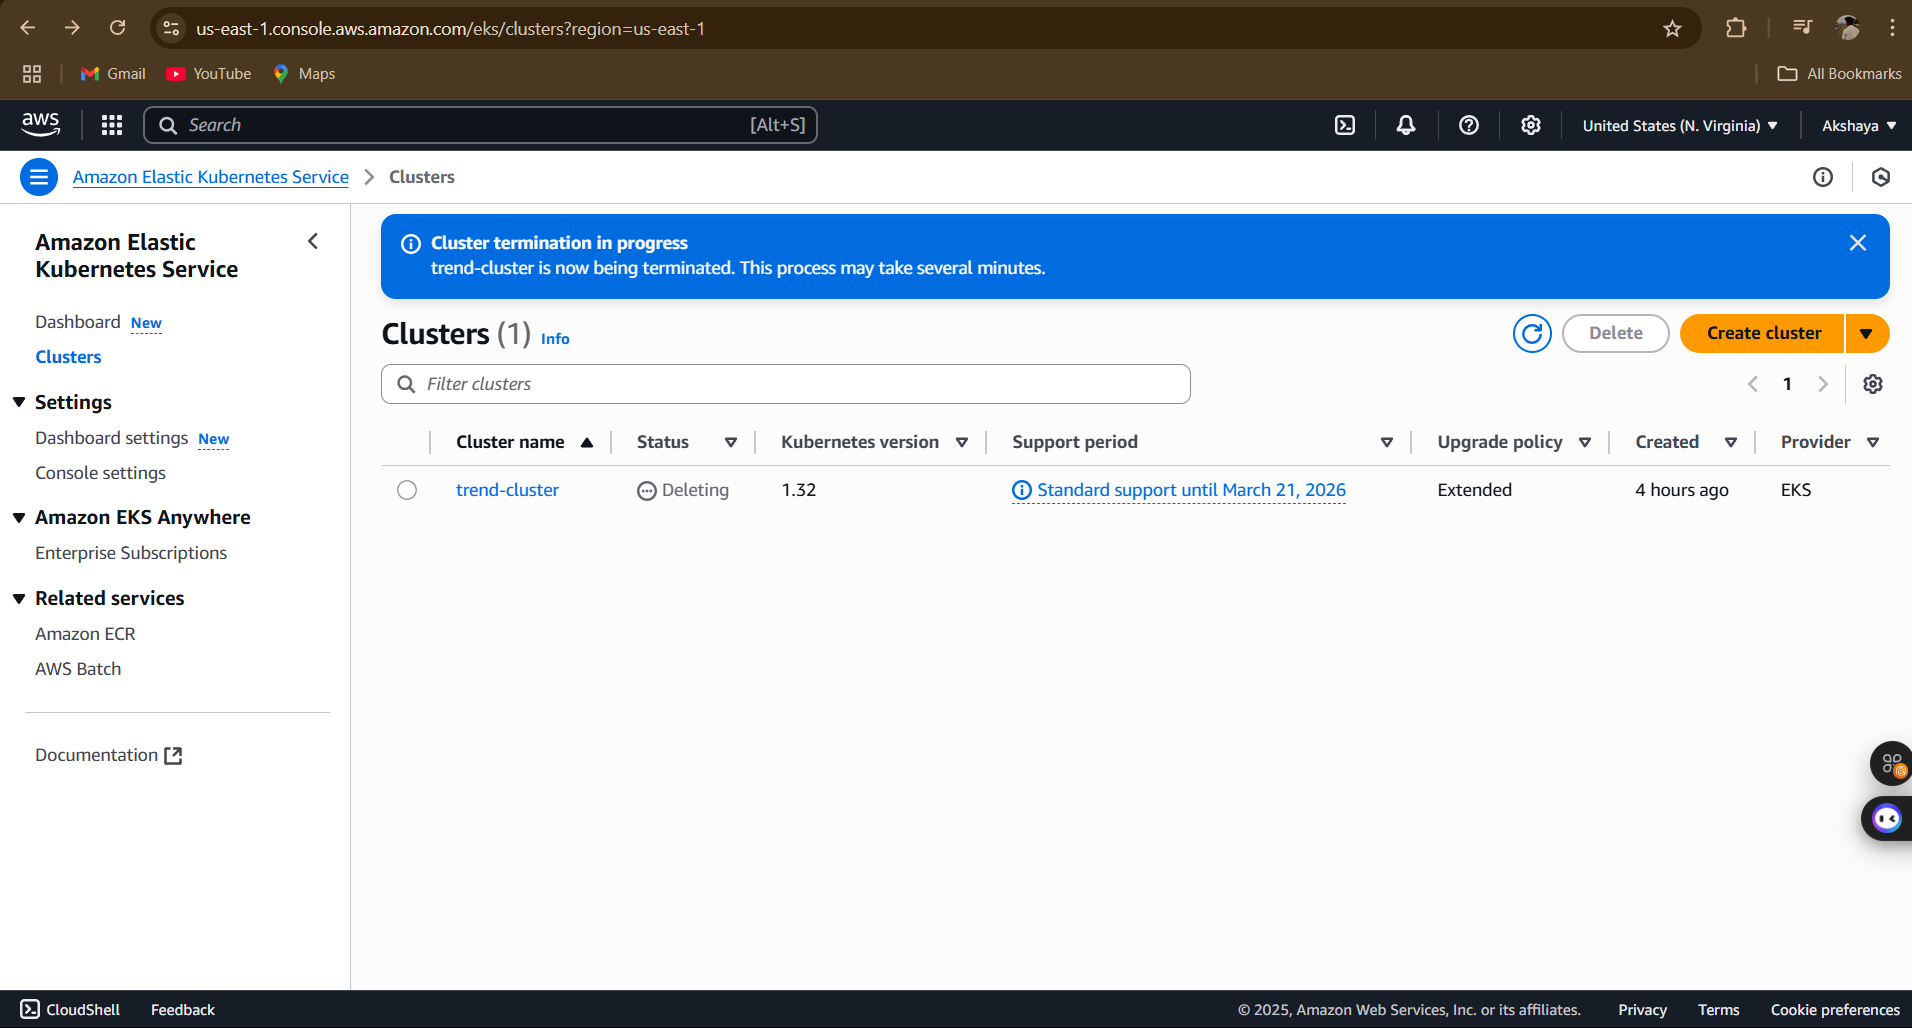 us-east-1.console.aws.amazon.com/eks/clusters?region=us-east-1
Gmail YouTube Maps All Bookmarks
aws Search [Alt+S] United States (N. Virginia) Akshaya
Amazon Elastic Kubernetes Service > Clusters
Amazon Elastic
Kubernetes Service
Dashboard New
Clusters
Settings
Dashboard settings New
Console settings
Amazon EKS Anywhere
Enterprise Subscriptions
Related services
Amazon ECR
AWS Batch
Documentation
Cluster termination in progress
trend-cluster is now being terminated. This process may take several minutes.
Clusters (1) Info Delete Create cluster
Filter clusters 1
Cluster name Status Kubernetes version Support period Upgrade policy Created Provider
trend-cluster Deleting 1.32 Standard support until March 21, 2026 Extended 4 hours ago EKS
CloudShell Feedback © 2025, Amazon Web Services, Inc. or its affiliates. Privacy Terms Cookie preferences